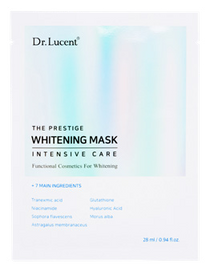 Dr.Lucent®
THE PRESTIGE
WHITENING MASK
INTENSIVE CARE
Functional Cosmetics For Whitening
+ 7 MAIN INGREDIENTS
Tranexamic acid
Glutathione
Niacinamide
Hyaluronic Acid
Sophora flavescens
Morus alba
Astragalus membranaceus
28 ml / 0.94 fl.oz